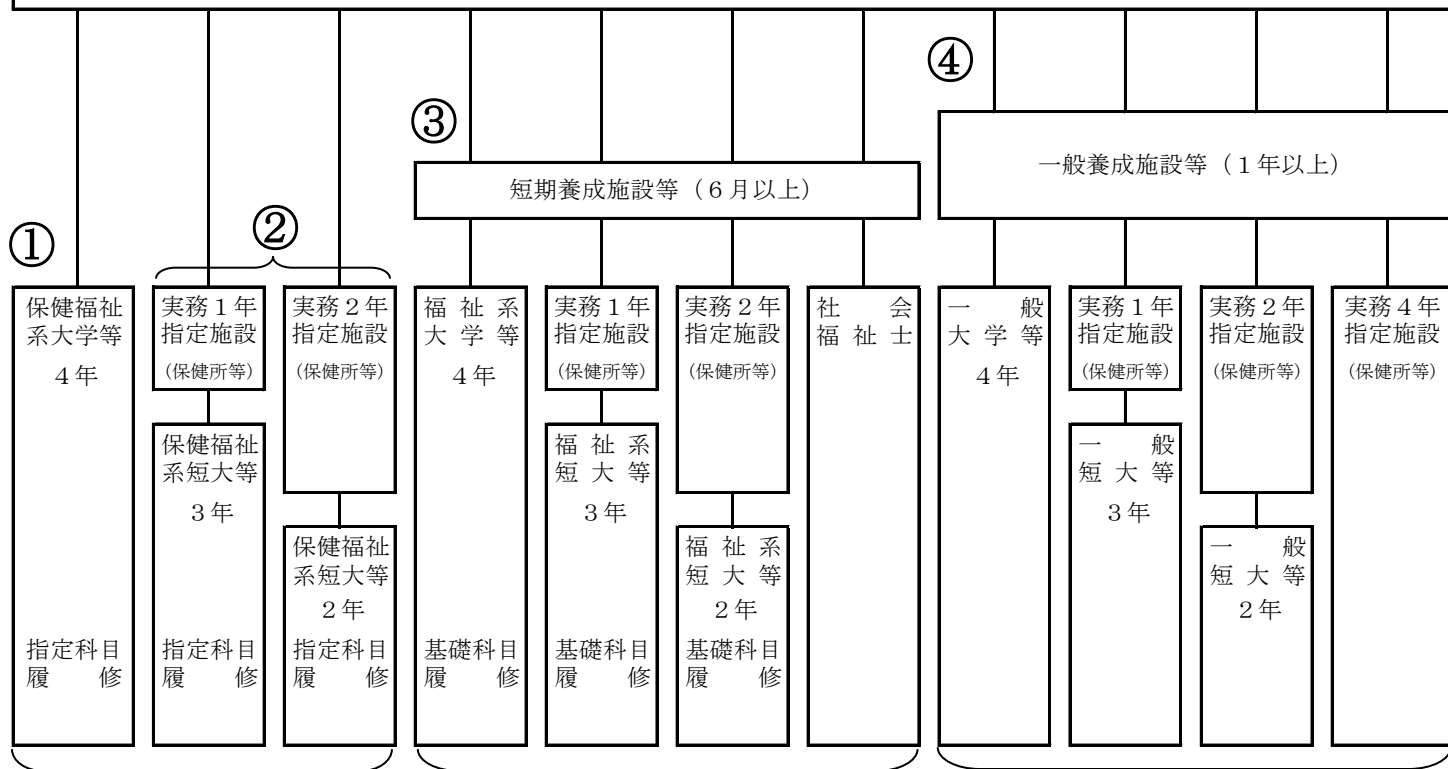 ④
③
一般養成施設等（１年以上）
短期養成施設等（６月以上）
①
②
保健福祉
系大学等
４年
指定科目
履修
実務１年
指定施設
(保健所等)
保健福祉
系短大等
３年
指定科目
履修
実務２年
指定施設
(保健所等)
保健福祉
系短大等
２年
指定科目
履修
福祉系
大学等
４年
基礎科目
履修
実務１年
指定施設
(保健所等)
福祉系
短大等
３年
基礎科目
履修
実務２年
指定施設
(保健所等)
福祉系
短大等
２年
基礎科目
履修
社会
福祉士
一般
大学等
４年
実務１年
指定施設
(保健所等)
一般
短大等
３年
実務２年
指定施設
(保健所等)
一般
短大等
２年
実務４年
指定施設
(保健所等)